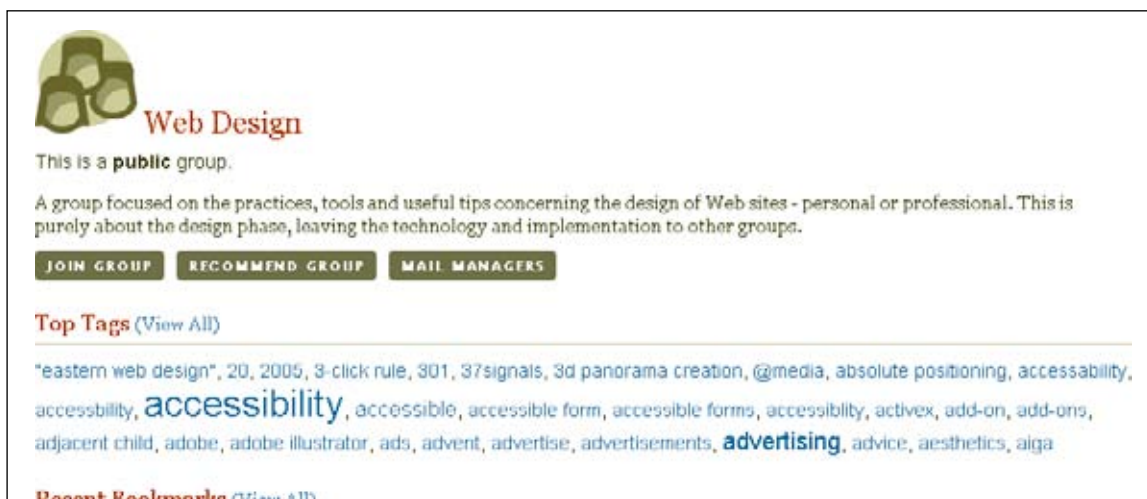 Web Design
This is a public group.
A group focused on the practices, tools and useful tips concerning the design of Web sites - personal or professional. This is
purely about the design phase, leaving the technology and implementation to other groups.
JOIN GROUP RECOMMEND GROUP MAIL MANAGERS
Top Tags (View All)
"eastern web design", 20, 2005, 3-click rule, 301, 37signals, 3d panorama creation, @media, absolute positioning, accessability,
accessbility, accessibility, accessible, accessible form, accessible forms, accessiblity, activex, add-on, add-ons,
adjacent child, adobe, adobe illustrator, ads, advent, advertise, advertisements, advertising, advice, aesthetics, aiga
Recent Bookmarks (View All)